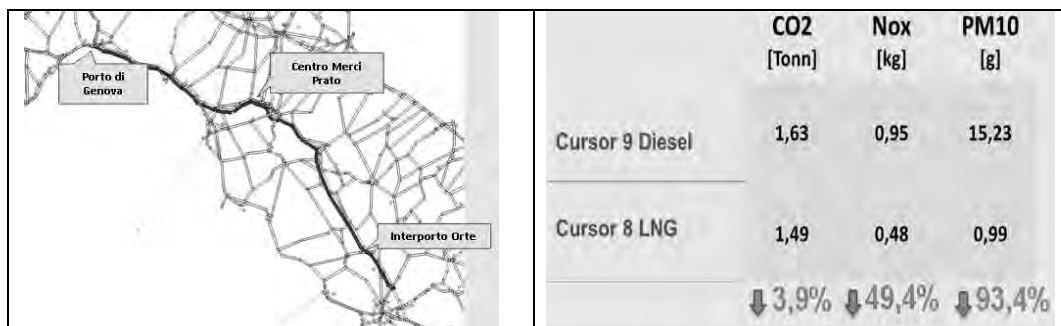 Porto di
Genova
Centro Merci
Prato
Interporto Orte
CO2 Nox PM10
[Tonn] [kg] [g]
Cursor 9 Diesel 1,63 0,95 15,23
Cursor 8 LNG 1,49 0,48 0,99
3,9% 49,4% 93,4%